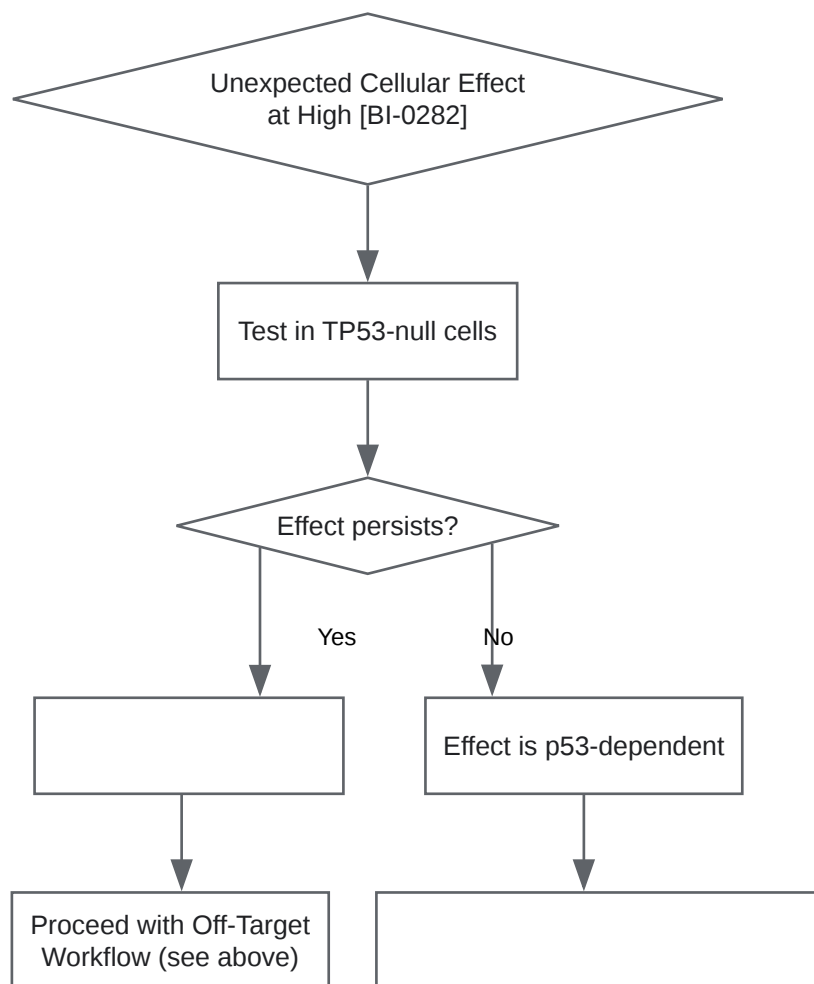 Unexpected Cellular Effect
at High [BI-0282]
Test in TP53-null cells
Effect persists?
Yes
No
Effect is p53-dependent
Proceed with Off-Target
Workflow (see above)